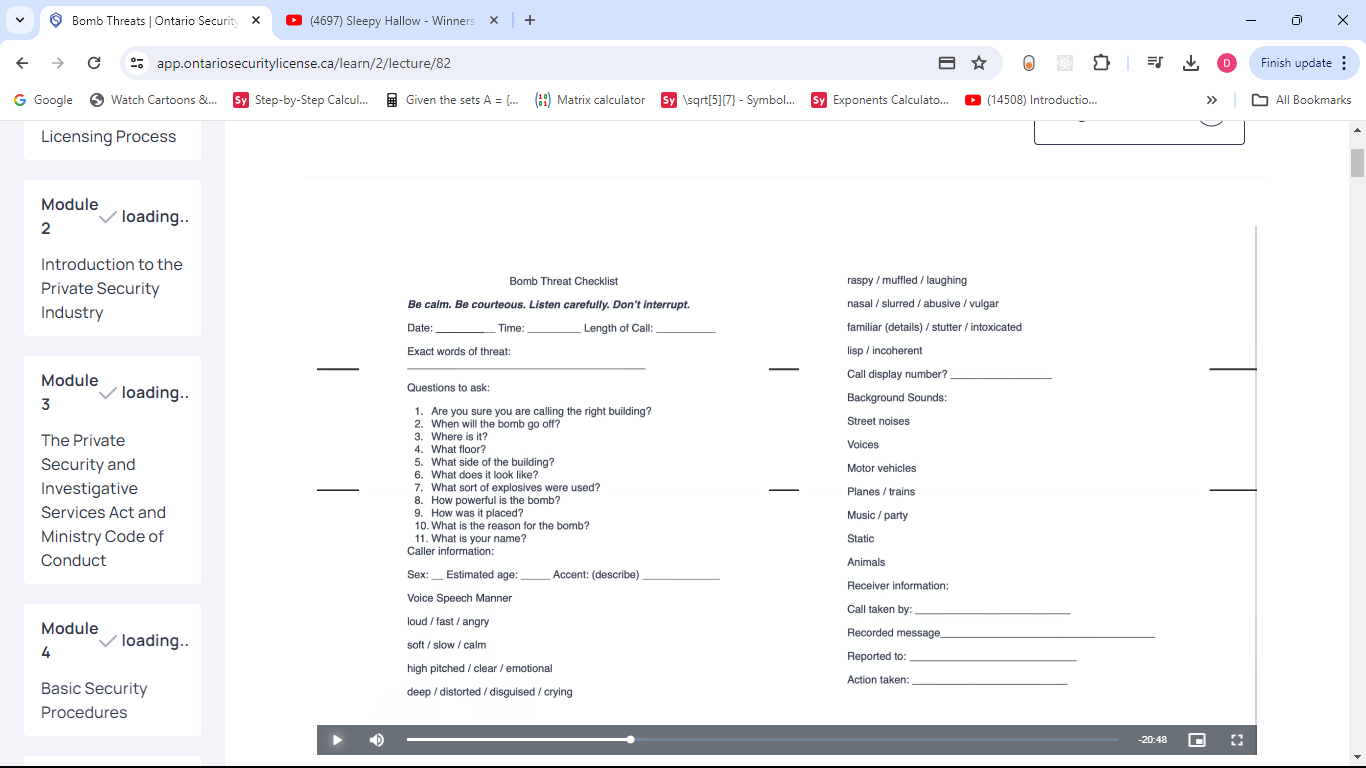 Bomb Threats | Ontario Security
(4697) Sleepy Hallow - Winners
app.ontariosecuritylicense.ca/learn/2/lecture/82
D
Finish update
Google
Watch Cartoons &...
Sy Step-by-Step Calcul...
Given the sets A = {...
Matrix calculator
Sy \sqrt[5]{7} - Symbol...
Sy Exponents Calculato...
(14508) Introductio...
»
All Bookmarks
Licensing Process
Module 
2
loading..
Introduction to the
Private Security
Industry
Module
3
loading..
The Private
Security and
Investigative
Services Act and
Ministry Code of
Conduct
Module
4
loading..
Basic Security
Procedures
Bomb Threat Checklist
Be calm. Be courteous. Listen carefully. Don't interrupt.
Date: __________ Time: _________ Length of Call: __________
Exact words of threat:
Questions to ask:
1. Are you sure you are calling the right building?
2. When will the bomb go off?
3. Where is it?
4. What floor?
5. What side of the building?
6. What does it look like?
7. What sort of explosives were used?
8. How powerful is the bomb?
9. How was it placed?
10. What is the reason for the bomb?
11. What is your name?
Caller information:
Sex: __ Estimated age: _____ Accent: (describe) _____________
Voice Speech Manner
loud / fast / angry
soft / slow / calm
high pitched / clear / emotional
deep / distorted / disguised / crying
raspy / muffled / laughing
nasal / slurred / abusive / vulgar
familiar (details) / stutter / intoxicated
lisp / incoherent
Call display number? _________________
Background Sounds:
Street noises
Voices
Motor vehicles
Planes / trains
Music / party
Static
Animals
Receiver information:
Call taken by: __________________________
Recorded message____________________________________
Reported to: ____________________________
Action taken: __________________________
-20:48